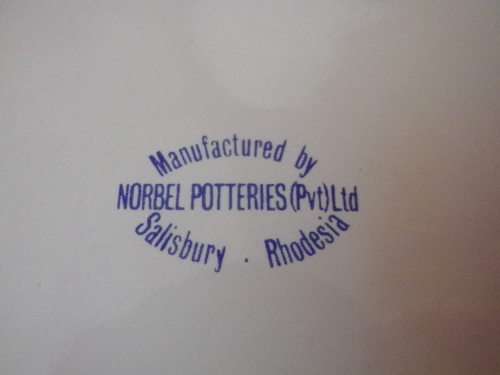 Manufactured by
NORBEL POTTERIES (Pvt) Ltd
Salisbury . Rhodesia